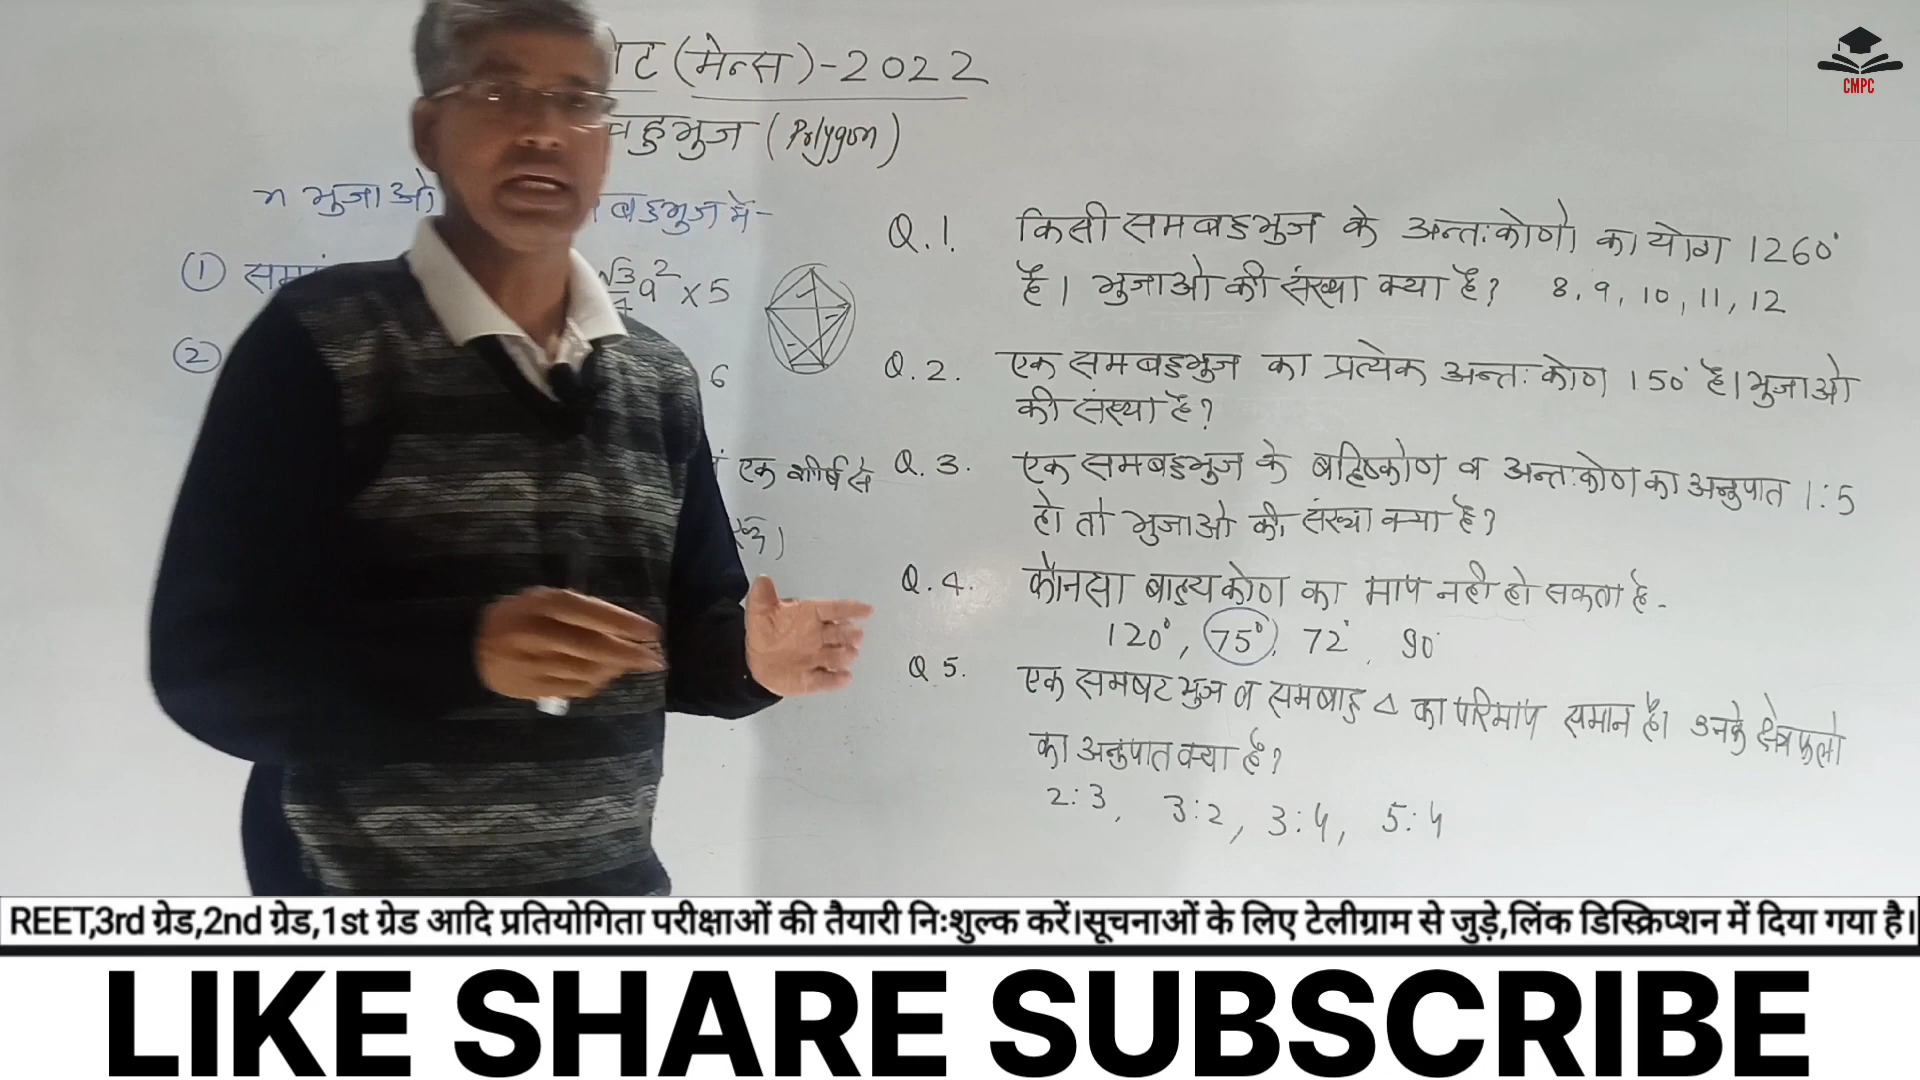 CMPC
(मेन्स)-2022
बहुभुज (Polygon)
n भुजाओ बहुभुज मे-
①
√3/4 a² x 5
②
6
एक शीर्ष से
Q.1. किसी समबहुभुज के अन्तःकोणो का योग 1260°
है। भुजाओ की संख्या क्या है? 8, 9, 10, 11, 12
Q.2. एक समबहुभुज का प्रत्येक अन्तःकोण 150° है। भुजाओ
की संख्या है?
Q.3. एक समबहुभुज के बहिष्कोण व अन्तःकोण का अनुपात 1:5
हो तो भुजाओ की संख्या क्या है?
Q.4. कौनसा बाह्य कोण का माप नही हो सकता है-
120°, 75°, 72°, 90°
Q 5. एक समषट भुज व समबाहु Δ का परिमाप समान है। उनके क्षेत्रफलो
का अनुपात क्या है?
2:3, 3:2, 3:4, 5:4
REET,3rd ग्रेड,2nd ग्रेड,1st ग्रेड आदि प्रतियोगिता परीक्षाओं की तैयारी निःशुल्क करें।सूचनाओं के लिए टेलीग्राम से जुड़े,लिंक डिस्क्रिप्शन में दिया गया है।
LIKE SHARE SUBSCRIBE